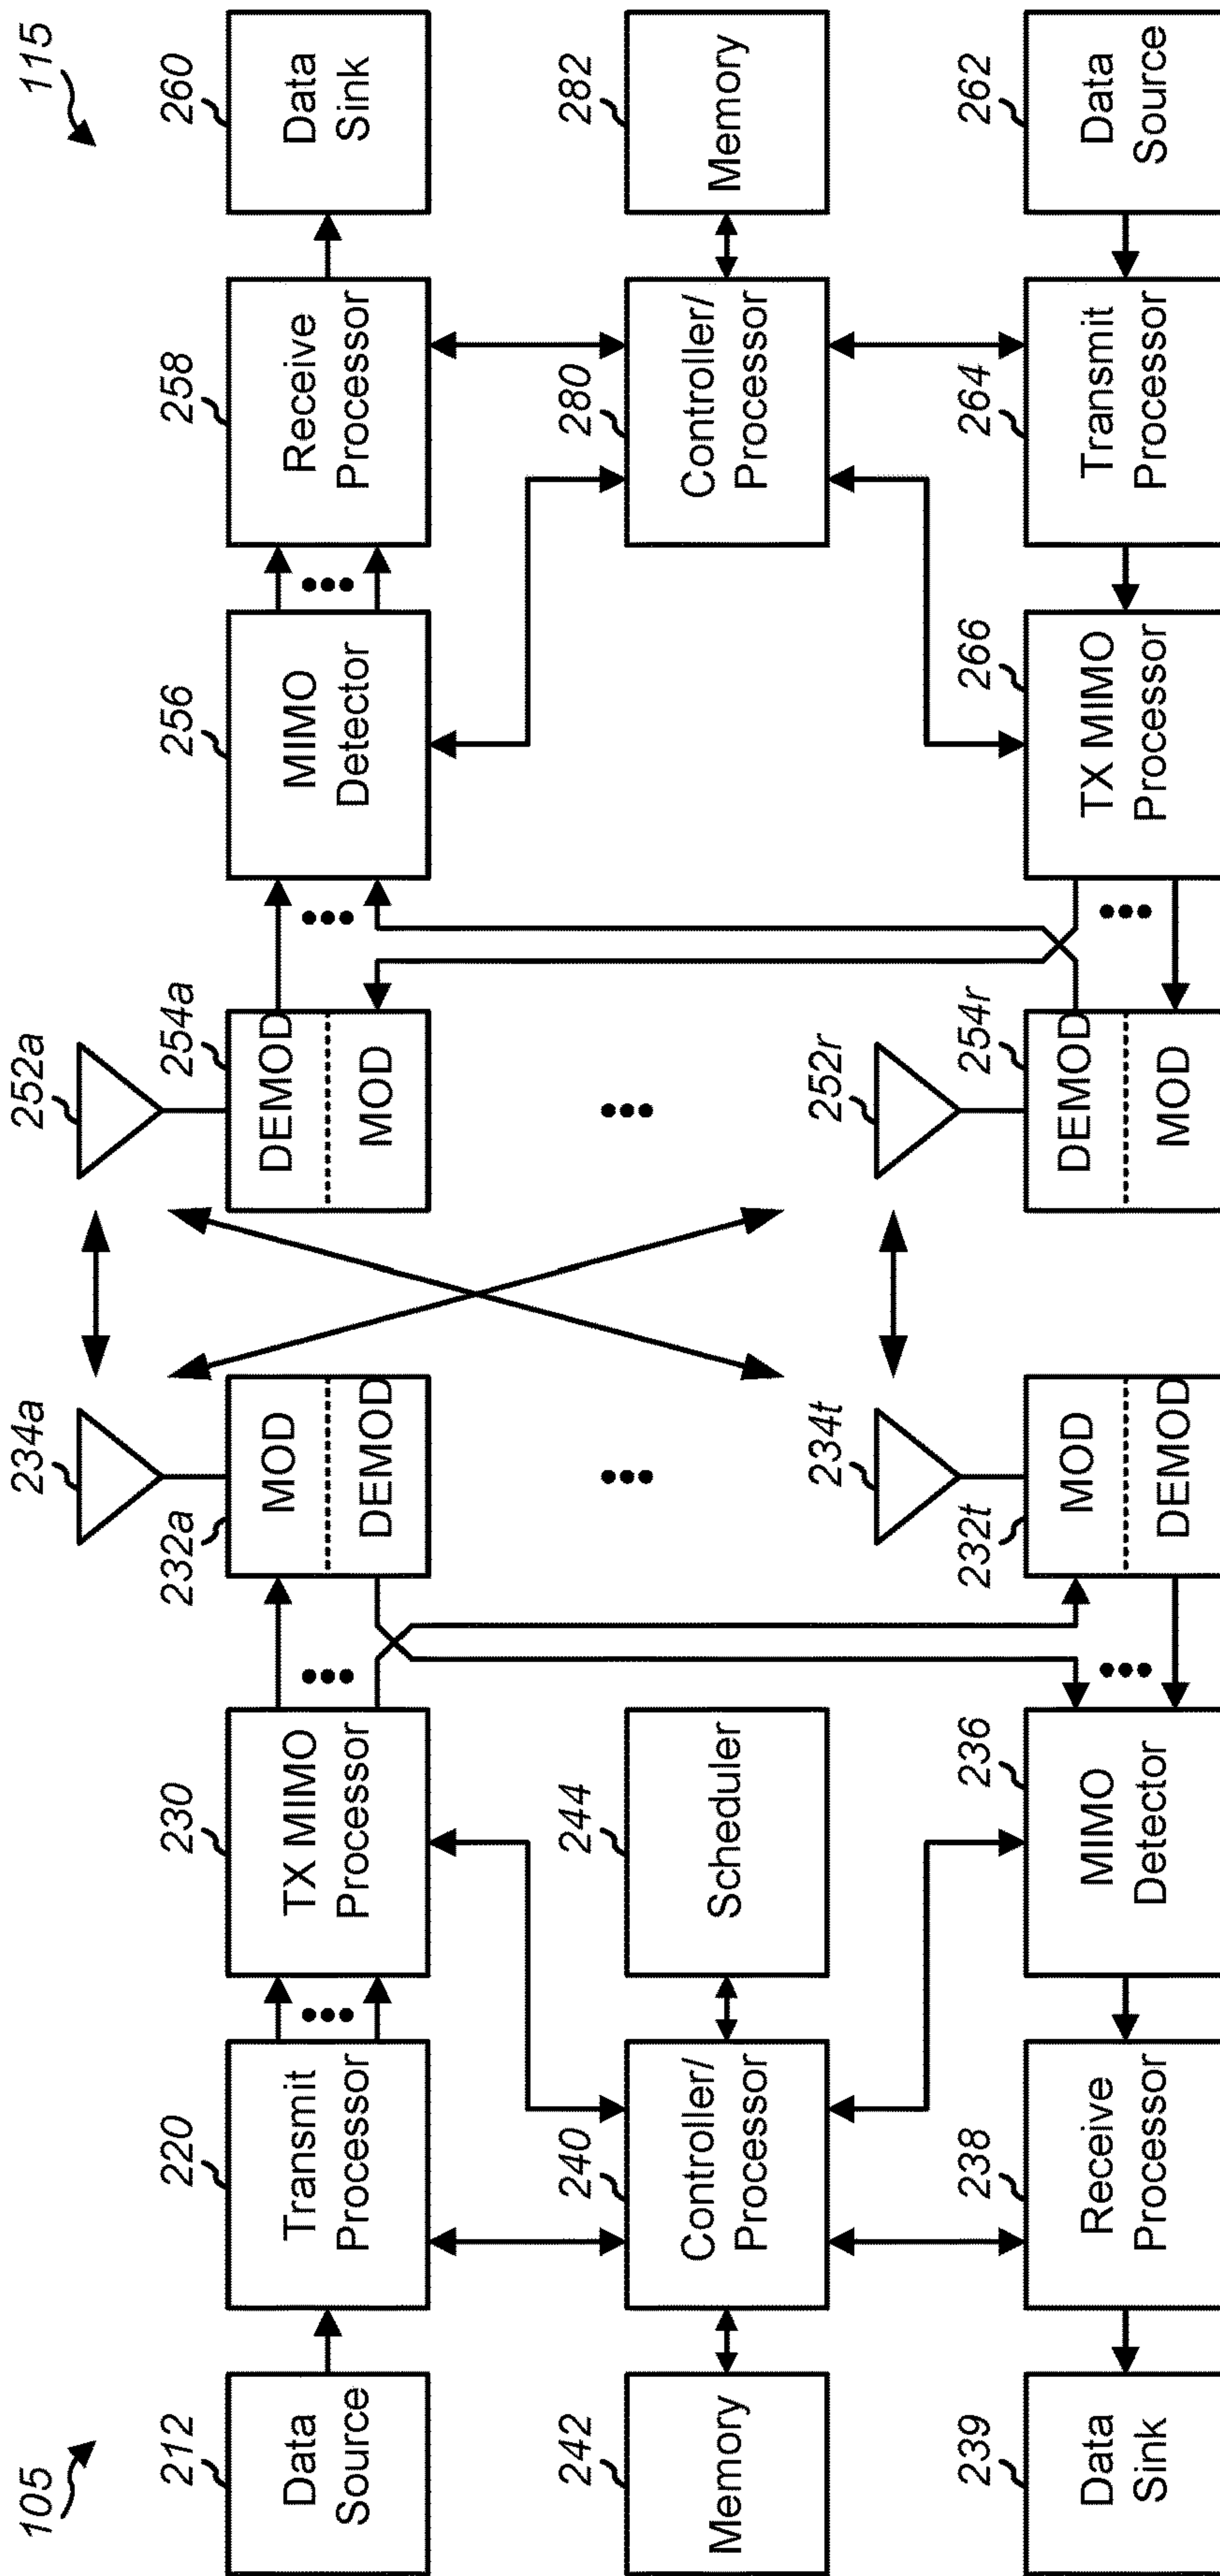 105
212
Data
Source
220
Transmit
Processor
230
TX MIMO
Processor
232a
MOD
DEMOD
234a
252a
254a
DEMOD
MOD
256
MIMO
Detector
258
Receive
Processor
260
Data
Sink
115
242
Memory
240
Controller/
Processor
244
Scheduler
280
Controller/
Processor
282
Memory
239
Data
Sink
238
Receive
Processor
236
MIMO
Detector
232t
MOD
DEMOD
234t
252r
254r
DEMOD
MOD
266
TX MIMO
Processor
264
Transmit
Processor
262
Data
Source